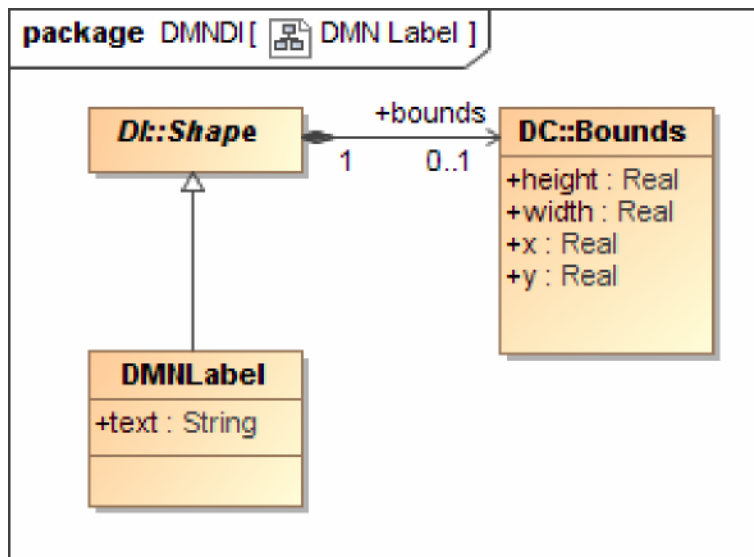 package DMNDI [ DMN Label ]
DI::Shape
+bounds
1
0..1
DC::Bounds
+height : Real
+width : Real
+x : Real
+y : Real
DMNLabel
+text : String